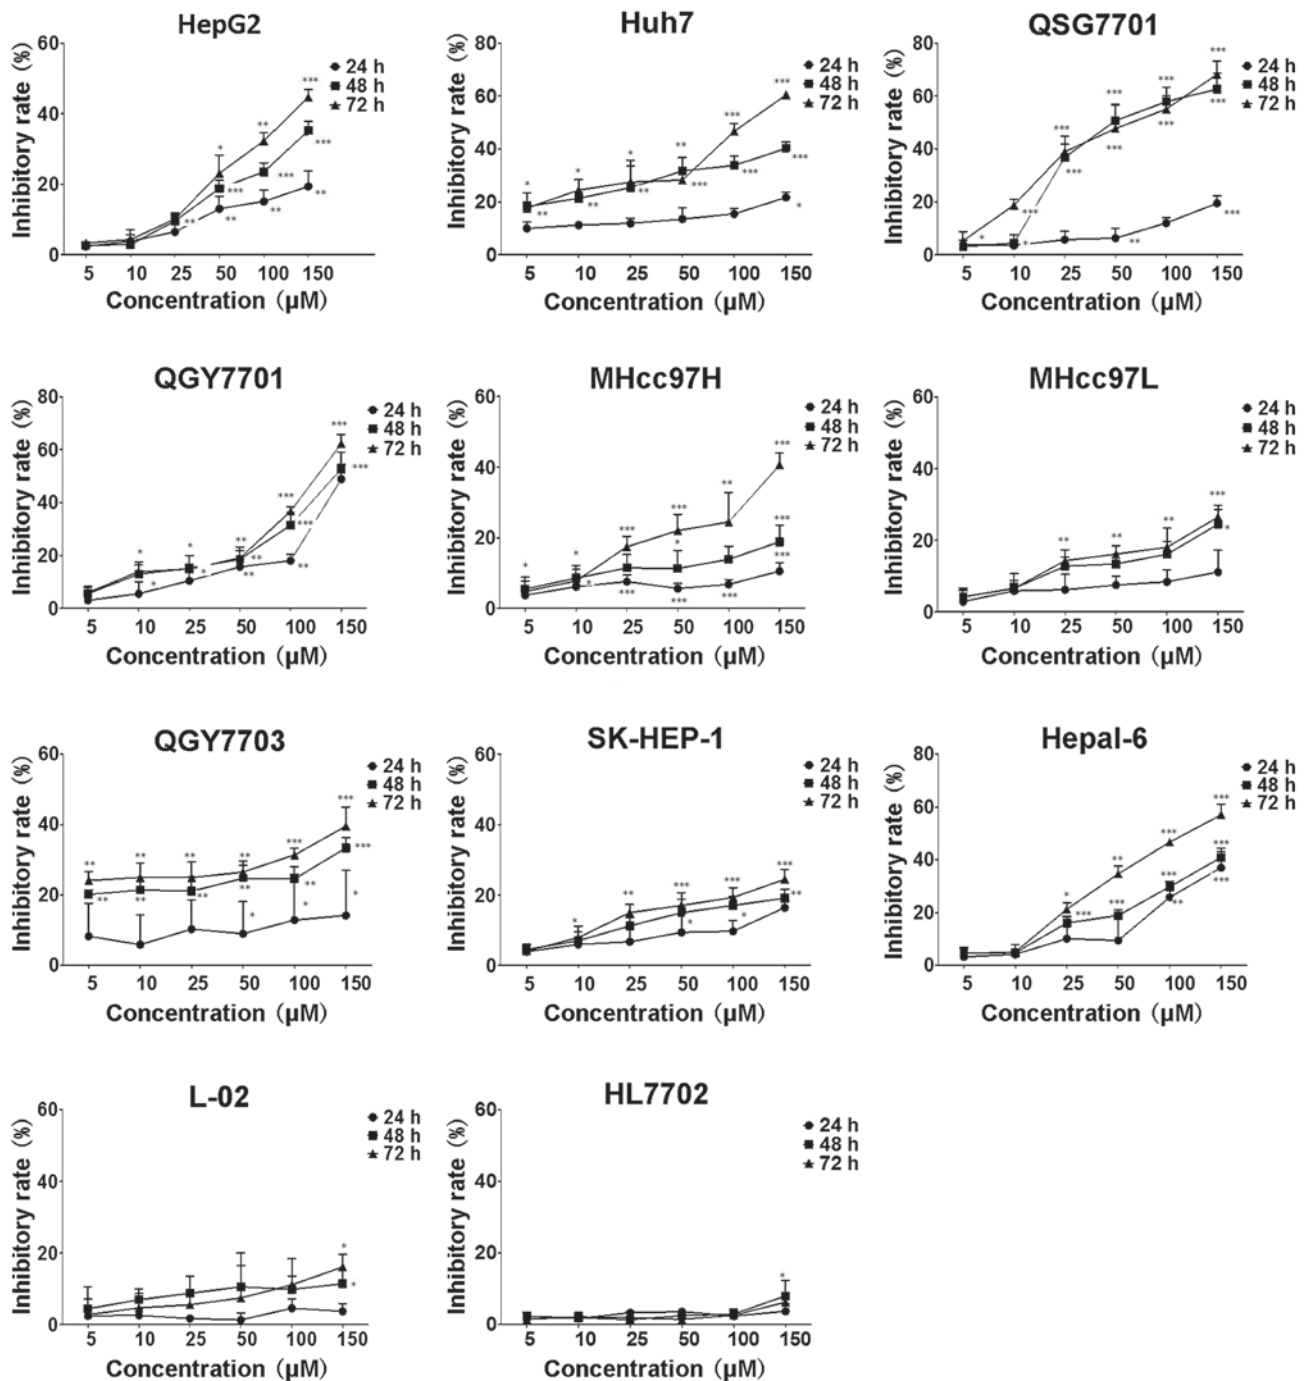 HepG2
Inhibitory rate (%)
60
40
20
0
5 10 25 50 100 150
Concentration (μM)
24 h
48 h
72 h
* ** ***
*** *** **
** ** **
Huh7
Inhibitory rate (%)
80
60
40
20
0
5 10 25 50 100 150
Concentration (μM)
24 h
48 h
72 h
* * * ** *** ***
** ** ** *** *** ***
*
QSG7701
Inhibitory rate (%)
80
60
40
20
0
5 10 25 50 100 150
Concentration (μM)
24 h
48 h
72 h
*** *** *** ***
* *** *** *** *** ***
* ** ***
QGY7701
Inhibitory rate (%)
80
60
40
20
0
5 10 25 50 100 150
Concentration (μM)
24 h
48 h
72 h
* * ** *** ***
* * ** *** ***
** **
MHcc97H
Inhibitory rate (%)
60
40
20
0
5 10 25 50 100 150
Concentration (μM)
24 h
48 h
72 h
* * *** *** ** ***
* * ***
*** *** *** ***
MHcc97L
Inhibitory rate (%)
60
40
20
0
5 10 25 50 100 150
Concentration (μM)
24 h
48 h
72 h
** ** ** ***
*
QGY7703
Inhibitory rate (%)
60
40
20
0
5 10 25 50 100 150
Concentration (μM)
24 h
48 h
72 h
** ** ** ** *** ***
** ** ** ** ** ***
* * *
SK-HEP-1
Inhibitory rate (%)
60
40
20
0
5 10 25 50 100 150
Concentration (μM)
24 h
48 h
72 h
* ** *** *** ***
* * **
Hepal-6
Inhibitory rate (%)
80
60
40
20
0
5 10 25 50 100 150
Concentration (μM)
24 h
48 h
72 h
* ** *** ***
*** *** *** ***
** ***
L-02
Inhibitory rate (%)
60
40
20
0
5 10 25 50 100 150
Concentration (μM)
24 h
48 h
72 h
*
*
HL7702
Inhibitory rate (%)
60
40
20
0
5 10 25 50 100 150
Concentration (μM)
24 h
48 h
72 h
*